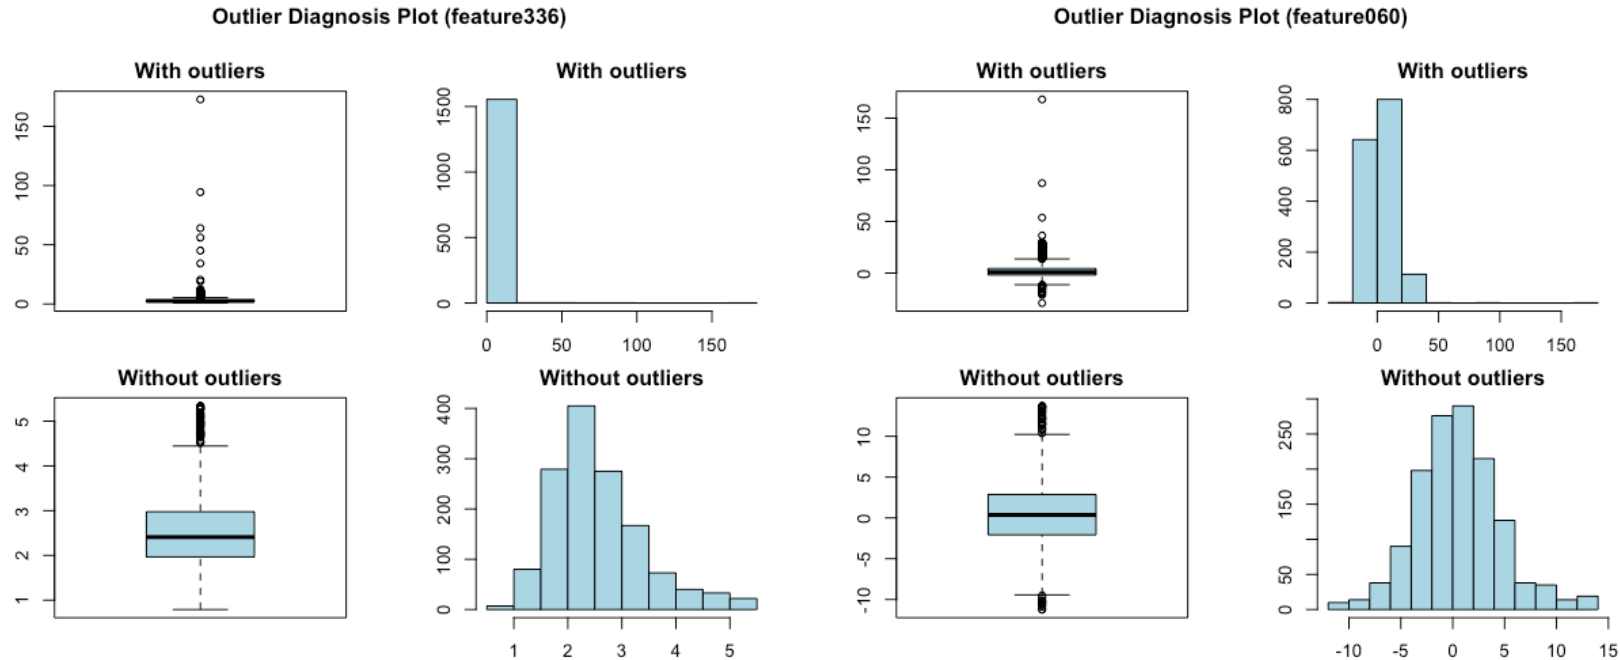 Outlier Diagnosis Plot (feature336)
With outliers
0 50 100 150
With outliers
0 500 1000 1500
0 50 100 150
Without outliers
1 2 3 4 5
Without outliers
0 100 200 300 400
1 2 3 4 5
Outlier Diagnosis Plot (feature060)
With outliers
0 50 100 150
With outliers
0 200 400 600 800
0 50 100 150
Without outliers
-10 -5 0 5 10
Without outliers
0 50 150 250
-10 -5 0 5 10 15